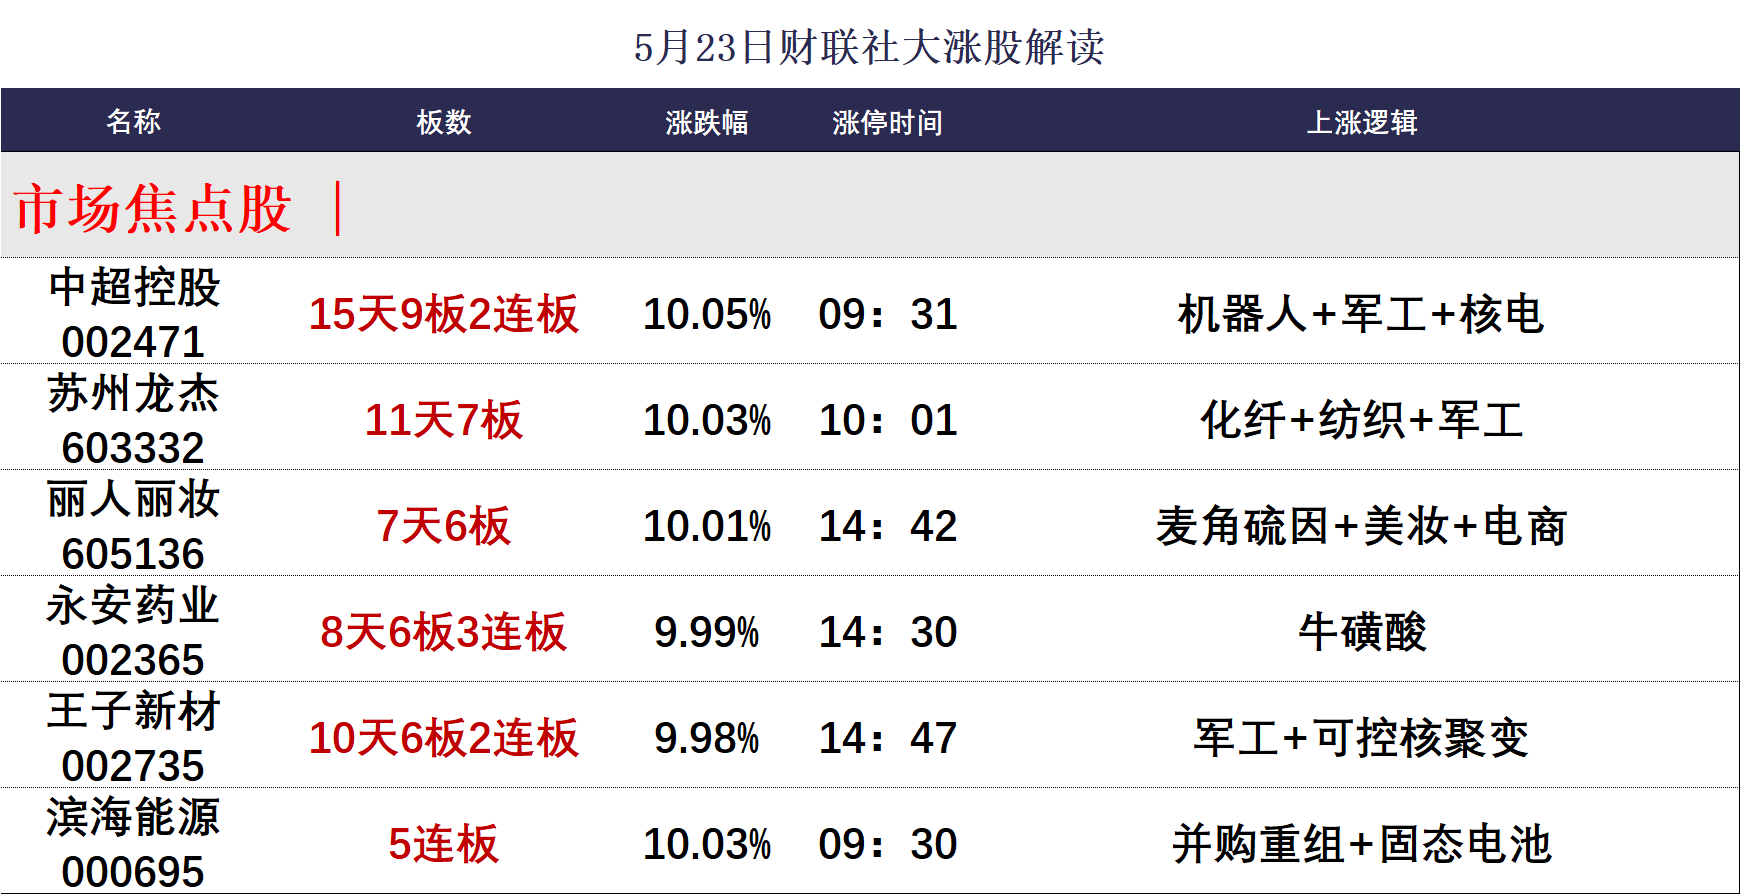 5月23日财联社大涨股解读
名称 板数 涨跌幅 涨停时间 上涨逻辑
市场焦点股 |
中超控股
002471 15天9板2连板 10.05% 09：31 机器人+军工+核电
苏州龙杰
603332 11天7板 10.03% 10：01 化纤+纺织+军工
丽人丽妆
605136 7天6板 10.01% 14：42 麦角硫因+美妆+电商
永安药业
002365 8天6板3连板 9.99% 14：30 牛磺酸
王子新材
002735 10天6板2连板 9.98% 14：47 军工+可控核聚变
滨海能源
000695 5连板 10.03% 09：30 并购重组+固态电池